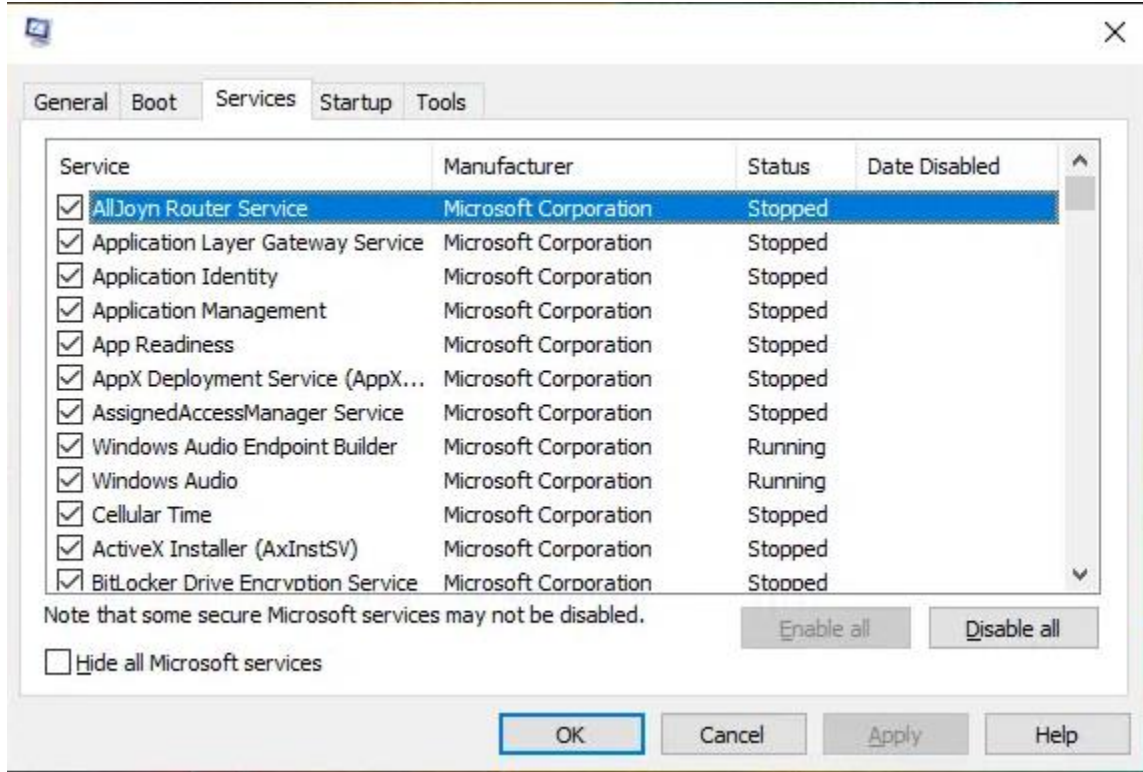 General Boot Services Startup Tools
Service Manufacturer Status Date Disabled
AllJoyn Router Service Microsoft Corporation Stopped
Application Layer Gateway Service Microsoft Corporation Stopped
Application Identity Microsoft Corporation Stopped
Application Management Microsoft Corporation Stopped
App Readiness Microsoft Corporation Stopped
AppX Deployment Service (AppX... Microsoft Corporation Stopped
AssignedAccessManager Service Microsoft Corporation Stopped
Windows Audio Endpoint Builder Microsoft Corporation Running
Windows Audio Microsoft Corporation Running
Cellular Time Microsoft Corporation Stopped
ActiveX Installer (AxInstSV) Microsoft Corporation Stopped
BitLocker Drive Encryption Service Microsoft Corporation Stopped
Note that some secure Microsoft services may not be disabled.
Enable all Disable all
Hide all Microsoft services
OK Cancel Apply Help